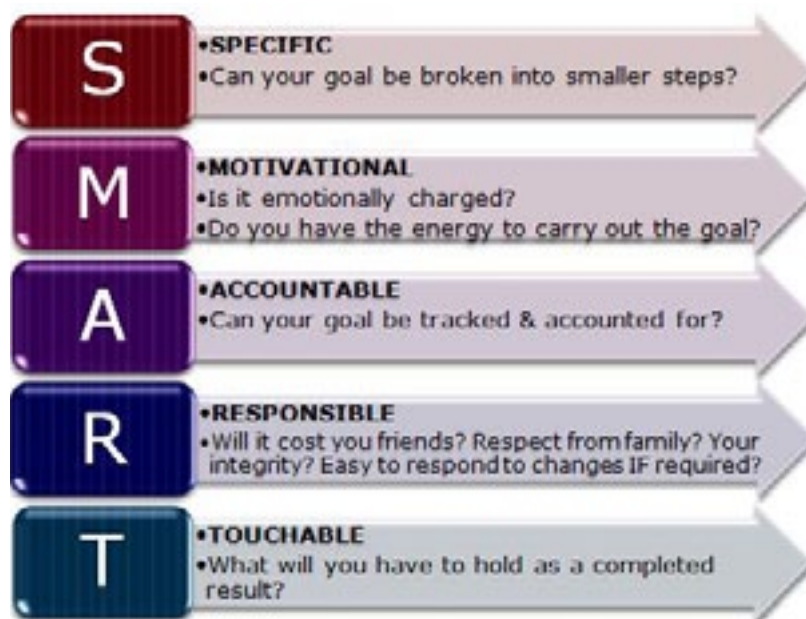 S
•SPECIFIC
•Can your goal be broken into smaller steps?
M
•MOTIVATIONAL
•Is it emotionally charged?
•Do you have the energy to carry out the goal?
A
•ACCOUNTABLE
•Can your goal be tracked & accounted for?
R
•RESPONSIBLE
•Will it cost you friends? Respect from family? Your
integrity? Easy to respond to changes IF required?
T
•TOUCHABLE
•What will you have to hold as a completed
result?